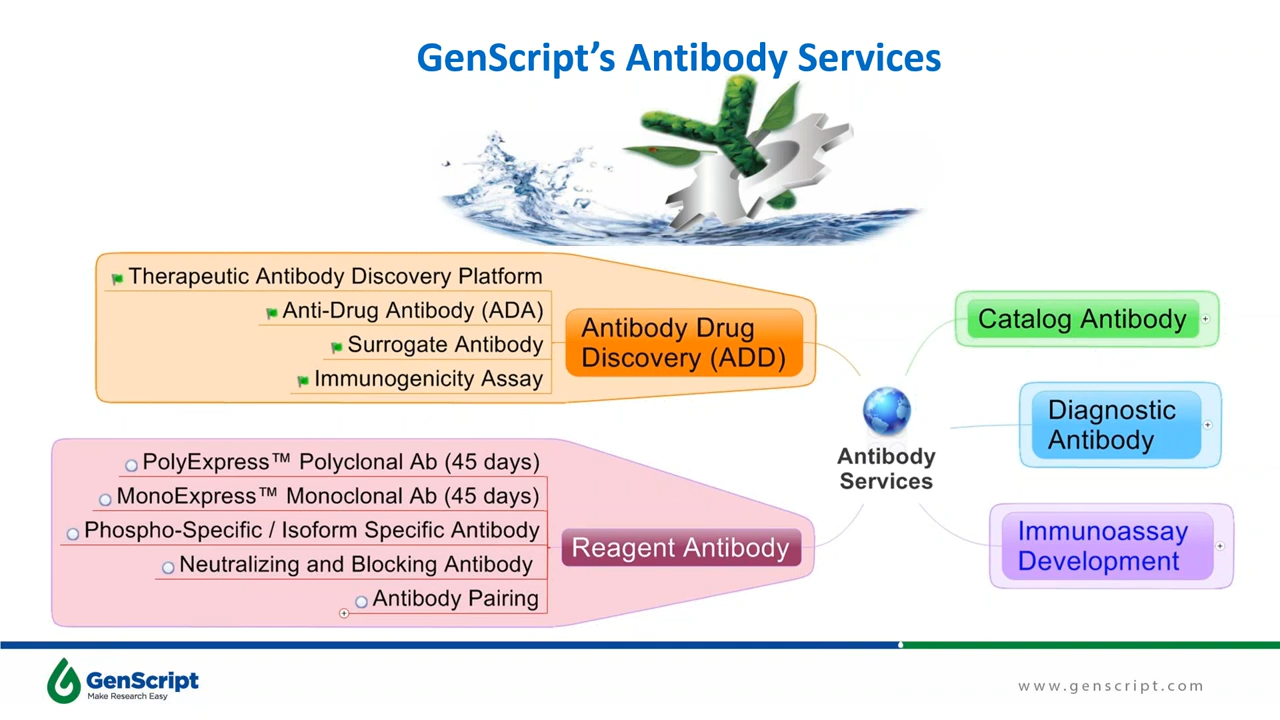 GenScript’s Antibody Services
Therapeutic Antibody Discovery Platform
Anti-Drug Antibody (ADA)
Surrogate Antibody
Immunogenicity Assay
Antibody Drug
Discovery (ADD)
PolyExpress™ Polyclonal Ab (45 days)
MonoExpress™ Monoclonal Ab (45 days)
Phospho-Specific / Isoform Specific Antibody
Neutralizing and Blocking Antibody
Antibody Pairing
Reagent Antibody
Antibody
Services
Catalog Antibody
Diagnostic
Antibody
Immunoassay
Development
GenScript
Make Research Easy
www.genscript.com